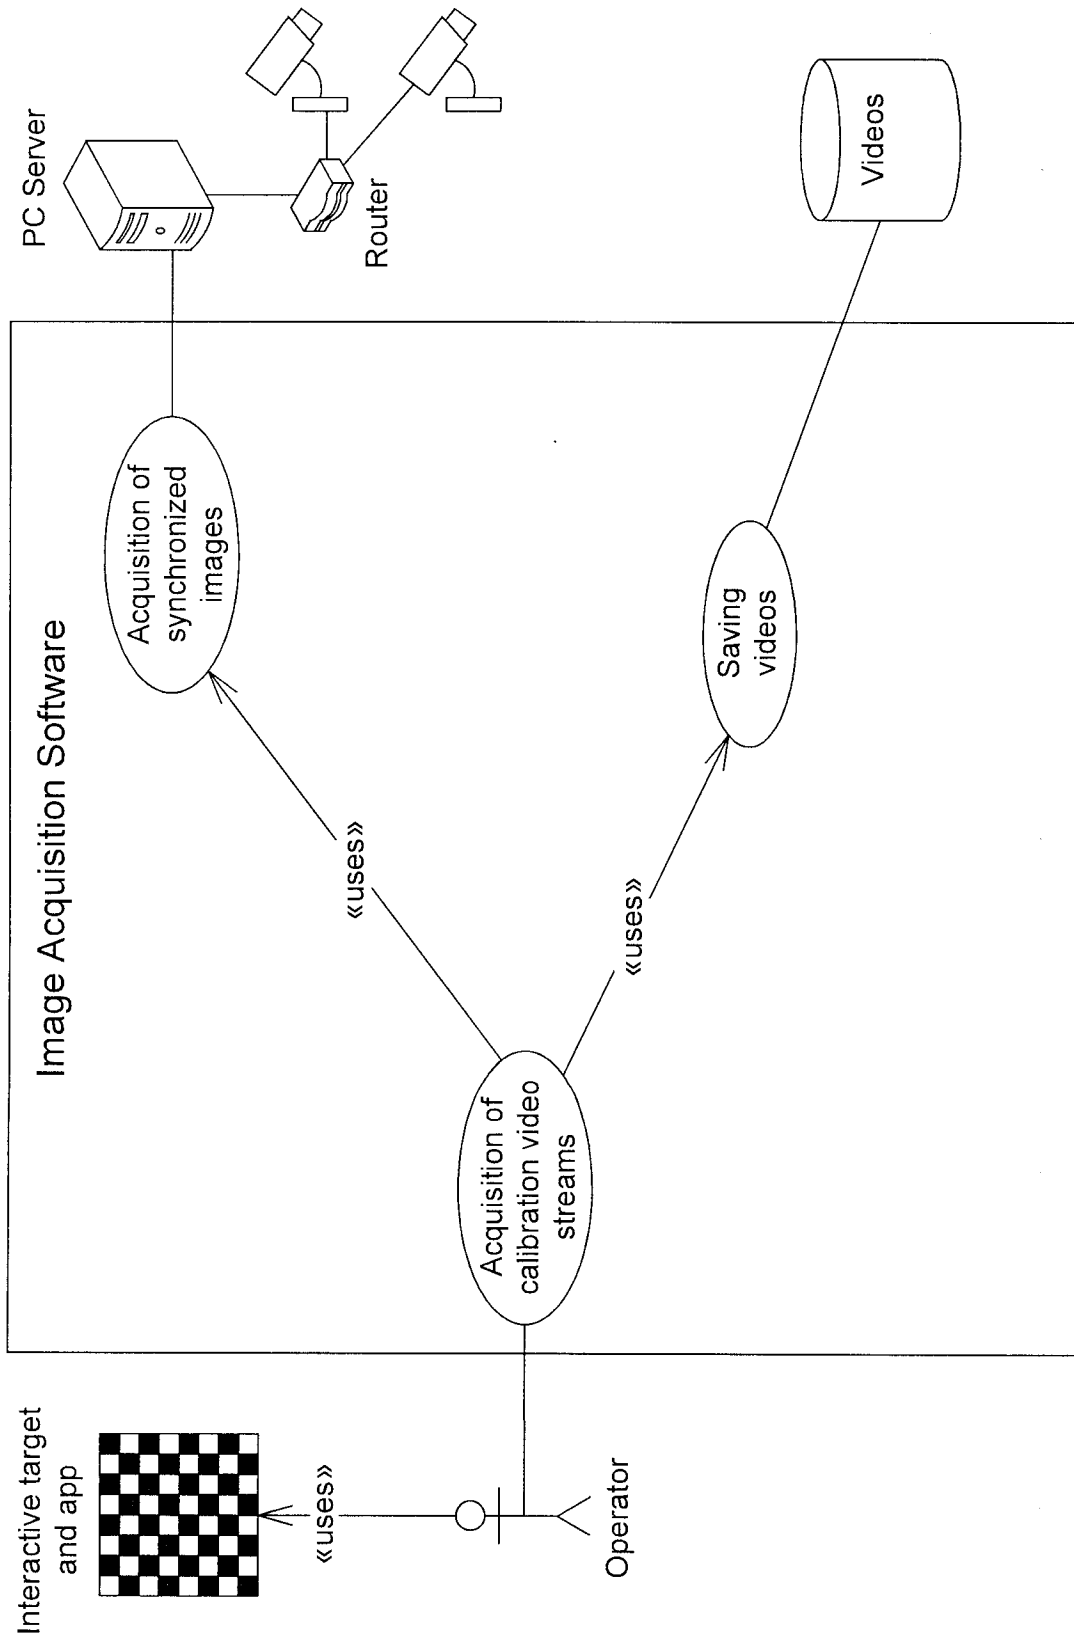 Interactive target
and app
«uses»
Operator
Image Acquisition Software
Acquisition of
calibration video
streams
«uses»
«uses»
Acquisition of
synchronized
images
Saving
videos
PC Server
Router
Videos